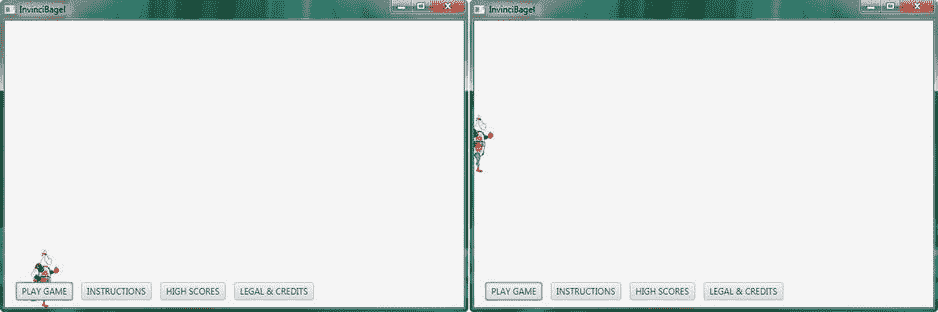 InvinciBagel
PLAY GAME INSTRUCTIONS HIGH SCORES LEGAL & CREDITS
InvinciBagel
PLAY GAME INSTRUCTIONS HIGH SCORES LEGAL & CREDITS